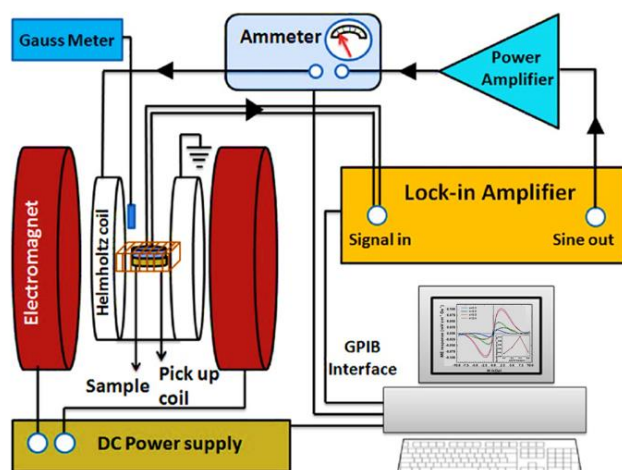 Gauss Meter
Ammeter
Power
Amplifier
Lock-in Amplifier
Signal in
Sine out
Electromagnet
Helmholtz coil
Sample
Pick up
coil
GPIB
Interface
DC Power supply